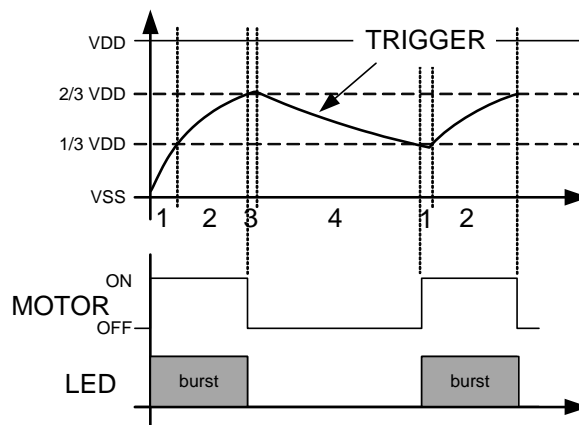 VDD
TRIGGER
2/3 VDD
1/3 VDD
VSS
1 2 3 4 1 2
ON
MOTOR
OFF
LED
burst burst